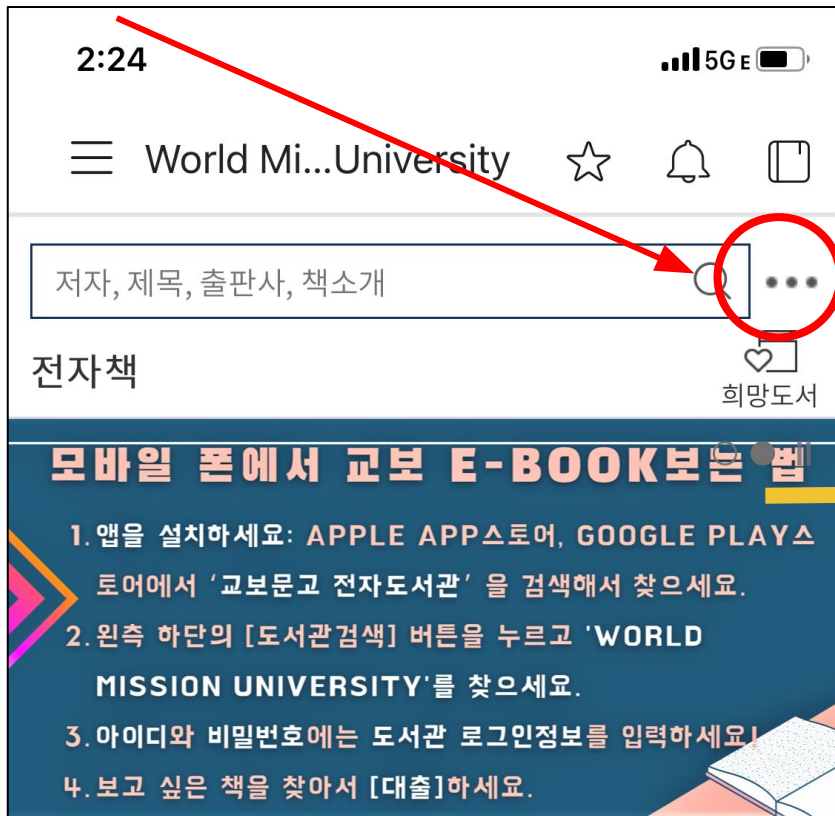 2:24
5G E
World Mi...University
저자, 제목, 출판사, 책소개
전자책
희망도서
모바일 폰에서 교보 E-BOOK보는 법
1. 앱을 설치하세요: APPLE APP스토어, GOOGLE PLAY스
토어에서 '교보문고 전자도서관' 을 검색해서 찾으세요.
2. 왼측 하단의 [도서관검색] 버튼을 누르고 'WORLD
MISSION UNIVERSITY'를 찾으세요.
3. 아이디와 비밀번호에는 도서관 로그인정보를 입력하세요!
4. 보고 싶은 책을 찾아서 [대출]하세요.